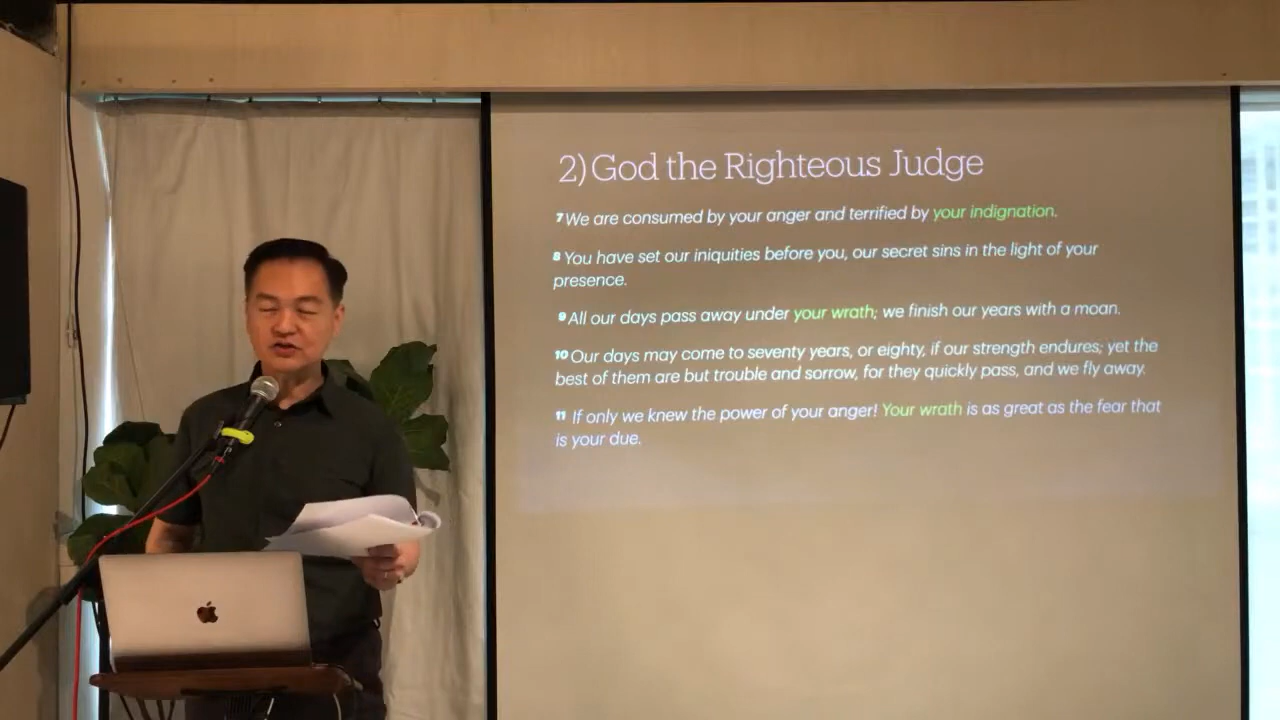 2) God the Righteous Judge
7 We are consumed by your anger and terrified by your indignation.
8 You have set our iniquities before you, our secret sins in the light of your
presence.
9 All our days pass away under your wrath; we finish our years with a moan.
10 Our days may come to seventy years, or eighty, if our strength endures; yet the
best of them are but trouble and sorrow, for they quickly pass, and we fly away.
11 If only we knew the power of your anger! Your wrath is as great as the fear that
is your due.